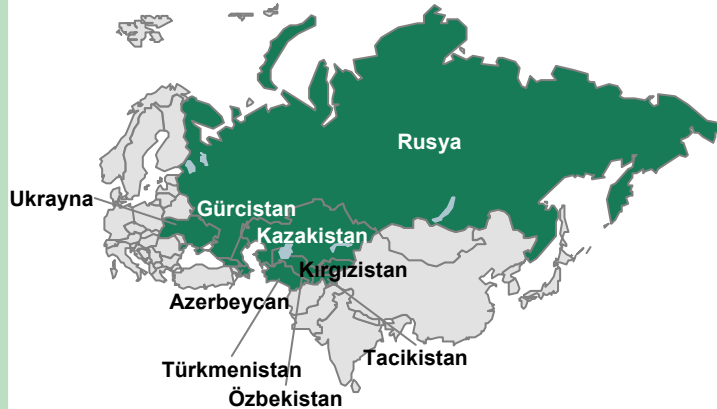 Rusya
Ukrayna
Gürcistan
Kazakistan
Kırgızistan
Azerbeycan
Tacikistan
Türkmenistan
Özbekistan